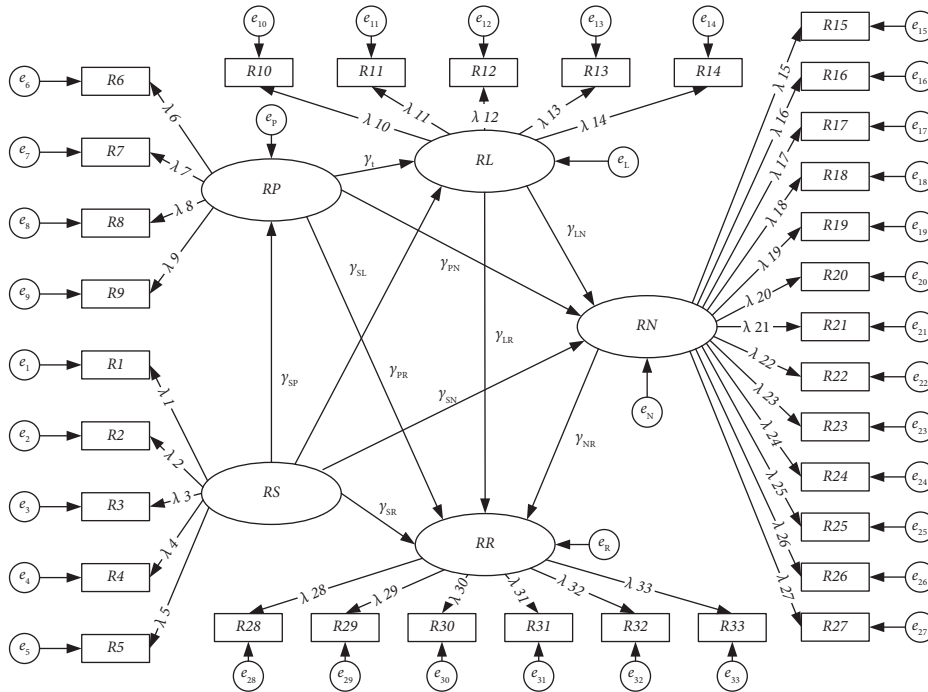 e10 e11 e12 e13 e14
R10 R11 R12 R13 R14
λ 10 λ 11 λ 12 λ 13 λ 14
e6 R6 λ 6
e7 R7 λ 7
e8 R8 λ 8
e9 R9 λ 9
eP
RP
γt
RL
eL
γSL
γPN
γLN
γSP
γPR
γLR
γSN
γNR
γSR
RN
eN
e1 R1 λ 1
e2 R2 λ 2
e3 R3 λ 3
e4 R4 λ 4
e5 R5 λ 5
RS
RR
eR
λ 15 R15 e15
λ 16 R16 e16
λ 17 R17 e17
λ 18 R18 e18
λ 19 R19 e19
λ 20 R20 e20
λ 21 R21 e21
λ 22 R22 e22
λ 23 R23 e23
λ 24 R24 e24
λ 25 R25 e25
λ 26 R26 e26
λ 27 R27 e27
λ 28 λ 29 λ 30 λ 31 λ 32 λ 33
R28 R29 R30 R31 R32 R33
e28 e29 e30 e31 e32 e33